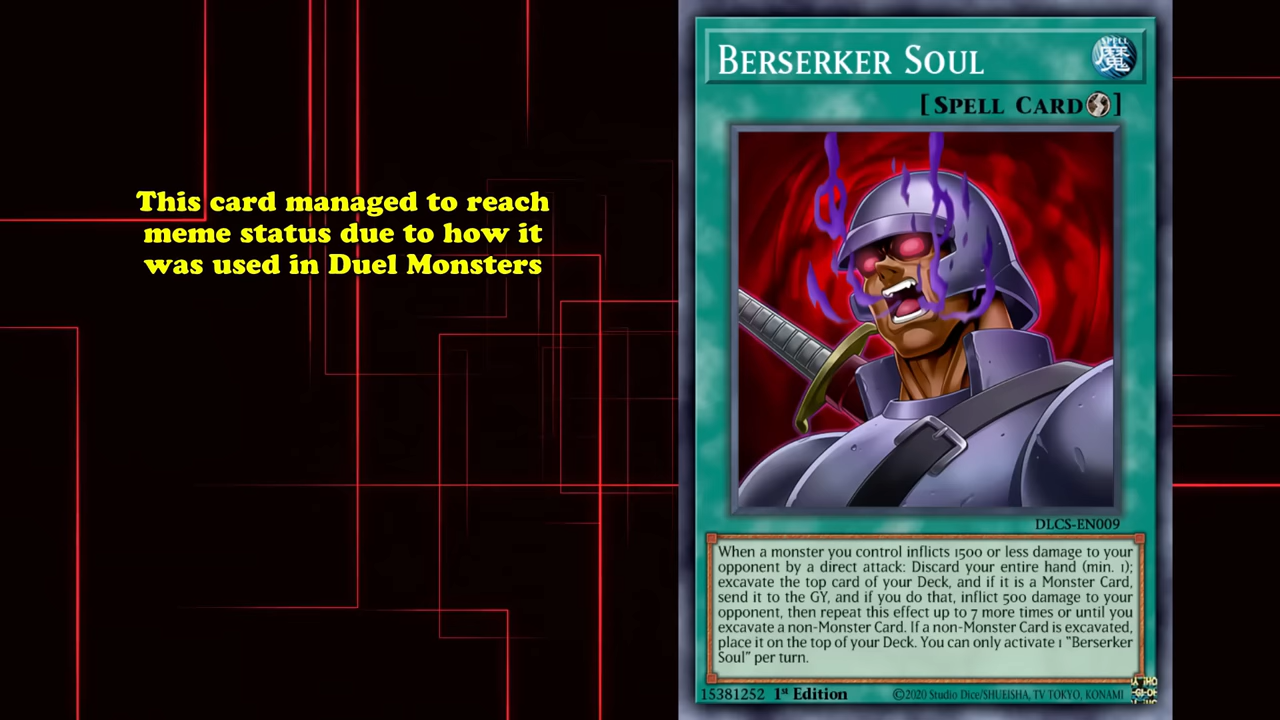 This card managed to reach
meme status due to how it
was used in Duel Monsters
BERSERKER SOUL
SPELL
魔
[SPELL CARD]
DLCS-EN009
When a monster you control inflicts 1500 or less damage to your
opponent by a direct attack: Discard your entire hand (min. 1);
excavate the top card of your Deck, and if it is a Monster Card,
send it to the GY, and if you do that, inflict 500 damage to your
opponent, then repeat this effect up to 7 more times or until you
excavate a non-Monster Card. If a non-Monster Card is excavated,
place it on the top of your Deck. You can only activate 1 "Berserker
Soul" per turn.
15381252 1st Edition ©2020 Studio Dice/SHUEISHA, TV TOKYO, KONAMI